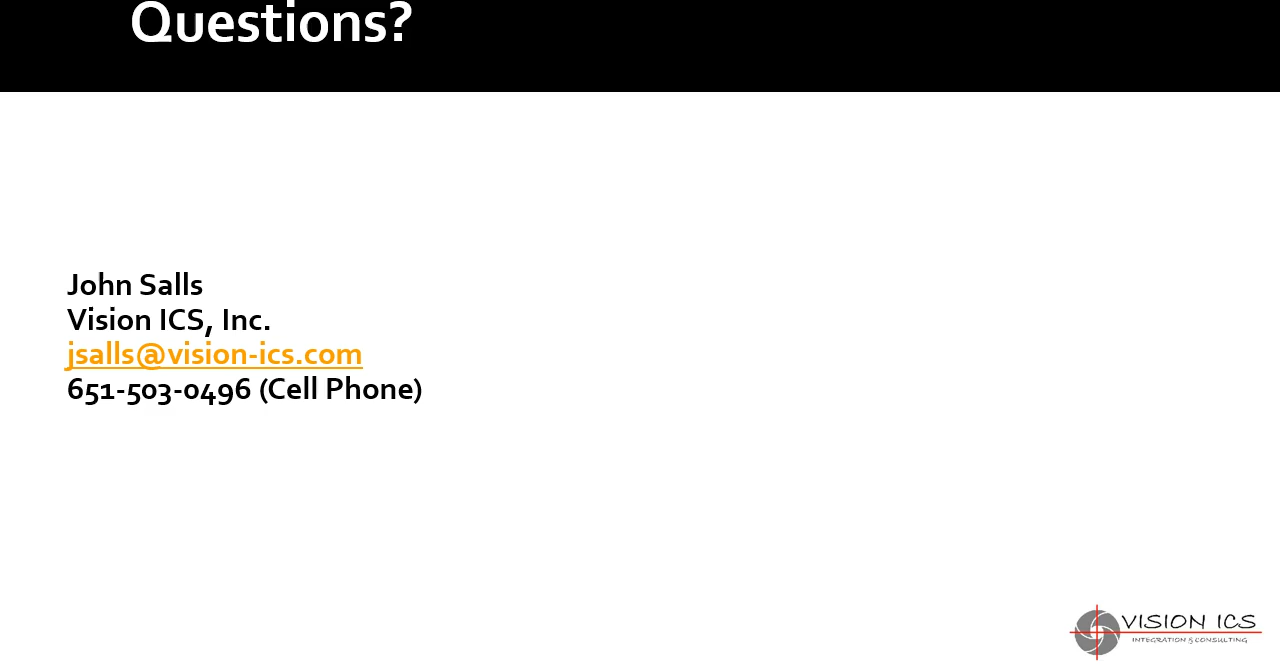 Questions?
John Salls
Vision ICS, Inc.
jsalls@vision-ics.com
651-503-0496 (Cell Phone)
VISION ICS
INTEGRATION & CONSULTING